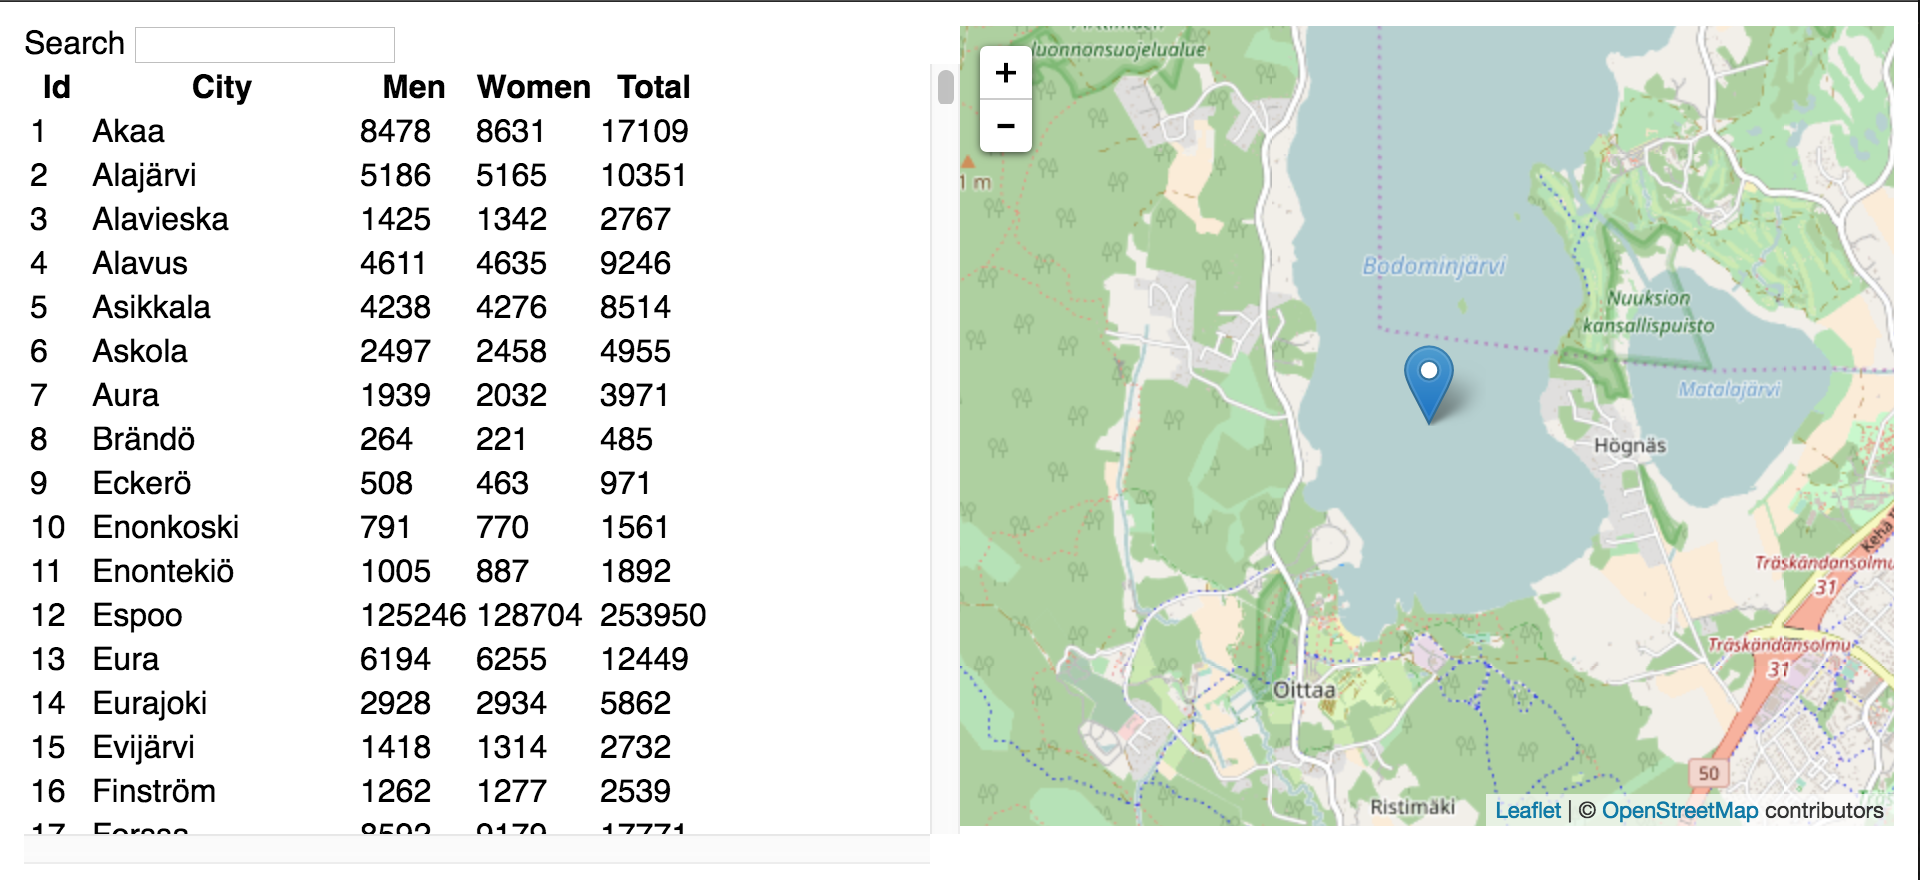 Search
Id City Men Women Total
1 Akaa 8478 8631 17109
2 Alajärvi 5186 5165 10351
3 Alavieska 1425 1342 2767
4 Alavus 4611 4635 9246
5 Asikkala 4238 4276 8514
6 Askola 2497 2458 4955
7 Aura 1939 2032 3971
8 Brändö 264 221 485
9 Eckerö 508 463 971
10 Enonkoski 791 770 1561
11 Enontekiö 1005 887 1892
12 Espoo 125246 128704 253950
13 Eura 6194 6255 12449
14 Eurajoki 2928 2934 5862
15 Evijärvi 1418 1314 2732
16 Finström 1262 1277 2539
17 Forssa 8592 9179 17771
luonnonsuojelualue
+
−
1 m
Bodominjärvi
Nuuksion
kansallispuisto
Matalajärvi
Högnäs
Kehä
Träskändansolmu
31
Träskändansolmu
31
Oittaa
50
Ristimäki
Leaflet | © OpenStreetMap contributors